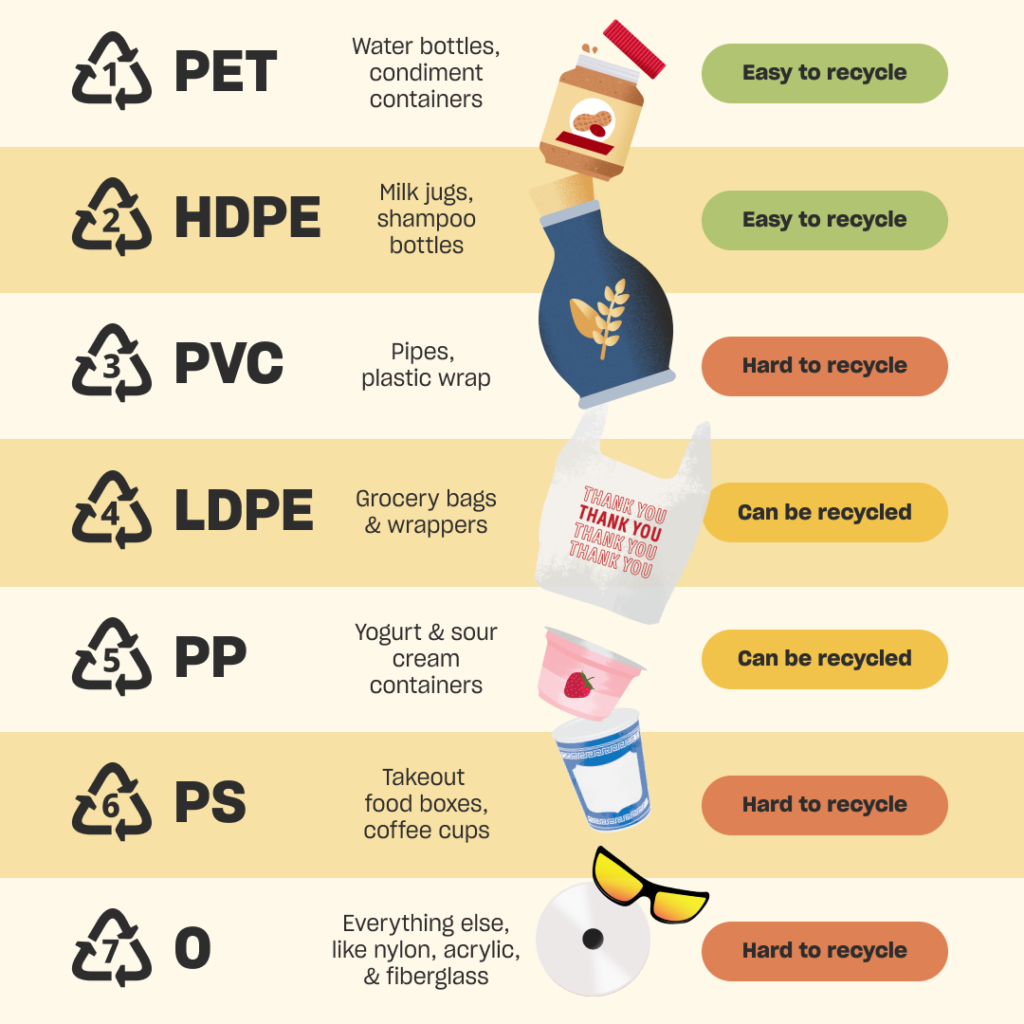 1
PET
Water bottles,
condiment
containers
Easy to recycle
2
HDPE
Milk jugs,
shampoo
bottles
Easy to recycle
3
PVC
Pipes,
plastic wrap
Hard to recycle
4
LDPE
Grocery bags
& wrappers
THANK YOU
THANK YOU
THANK YOU
THANK YOU
Can be recycled
5
PP
Yogurt & sour
cream
containers
Can be recycled
6
PS
Takeout
food boxes,
coffee cups
Hard to recycle
7
O
Everything else,
like nylon, acrylic,
& fiberglass
Hard to recycle